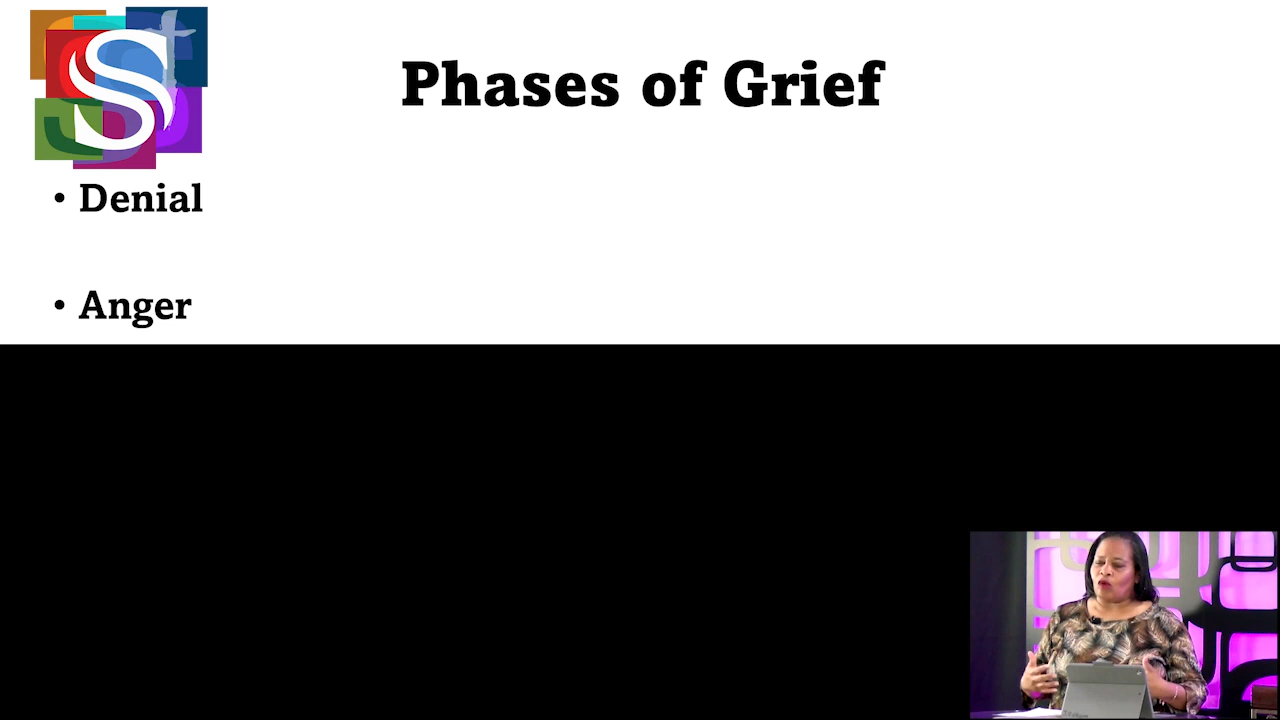 Phases of Grief
• Denial
• Anger